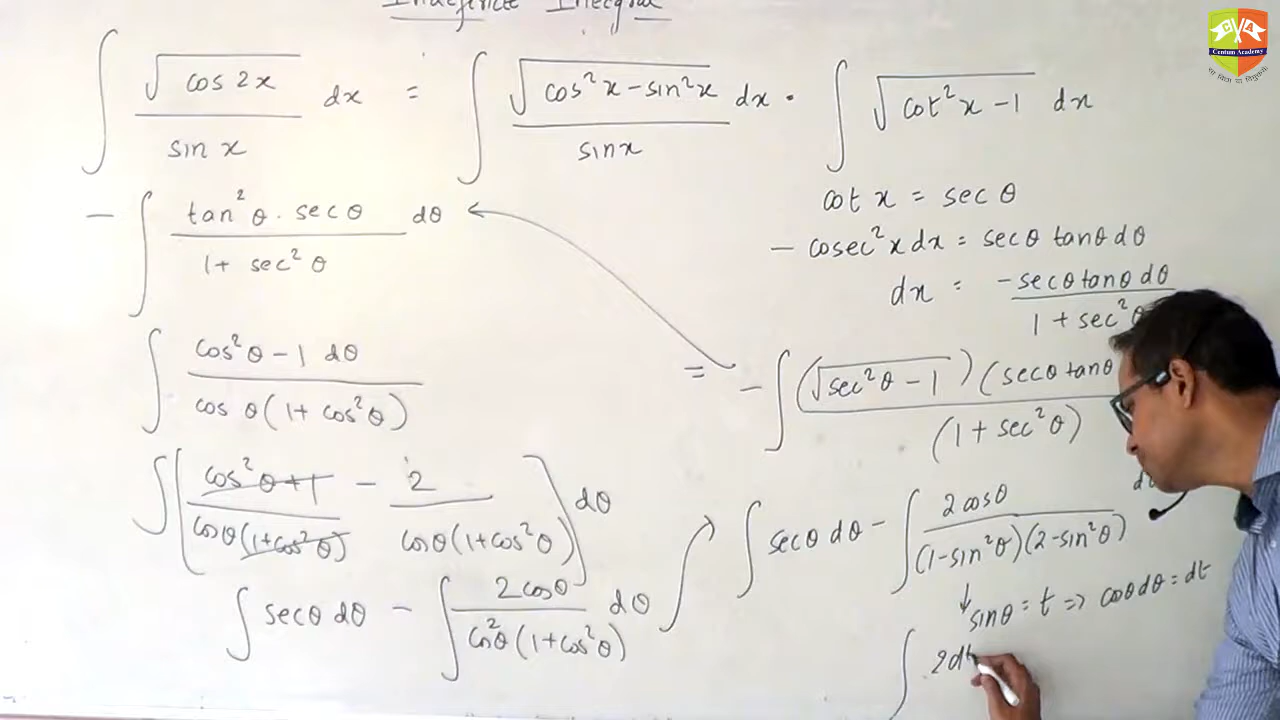 Indefinite Integral
∫ √(cos 2x) / sin x dx = ∫ √(cos²x - sin²x) / sin x dx · ∫ √(cot²x - 1) dx
cot x = sec θ
- cosec²x dx = sec θ tan θ dθ
dx = -sec θ tan θ dθ / (1 + sec²θ
= - ∫ (√(sec²θ - 1)) (sec θ tan θ / (1 + sec²θ)
- ∫ tan²θ · sec θ / (1 + sec²θ) dθ
∫ cos²θ - 1 dθ / cos θ (1 + cos²θ)
∫ ( cos²θ + 1 / cos θ (1 + cos²θ) - 2 / cos θ (1 + cos²θ) ) dθ
∫ sec θ dθ - ∫ 2 cos θ / cos²θ (1 + cos²θ) dθ
∫ sec θ dθ - ∫ 2 cos θ / (1 - sin²θ)(2 - sin²θ)
↓ sin θ = t ⇒ cos θ dθ = dt
∫ 2dt
C A
Centum Academy